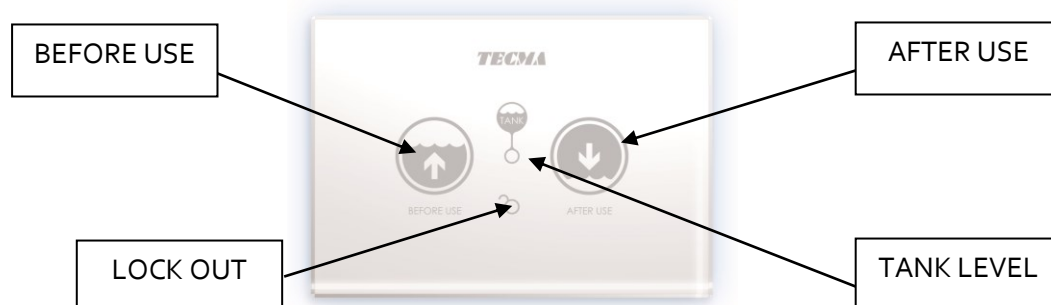 BEFORE USE
AFTER USE
TECMA
TANK
BEFORE USE
AFTER USE
LOCK OUT
TANK LEVEL